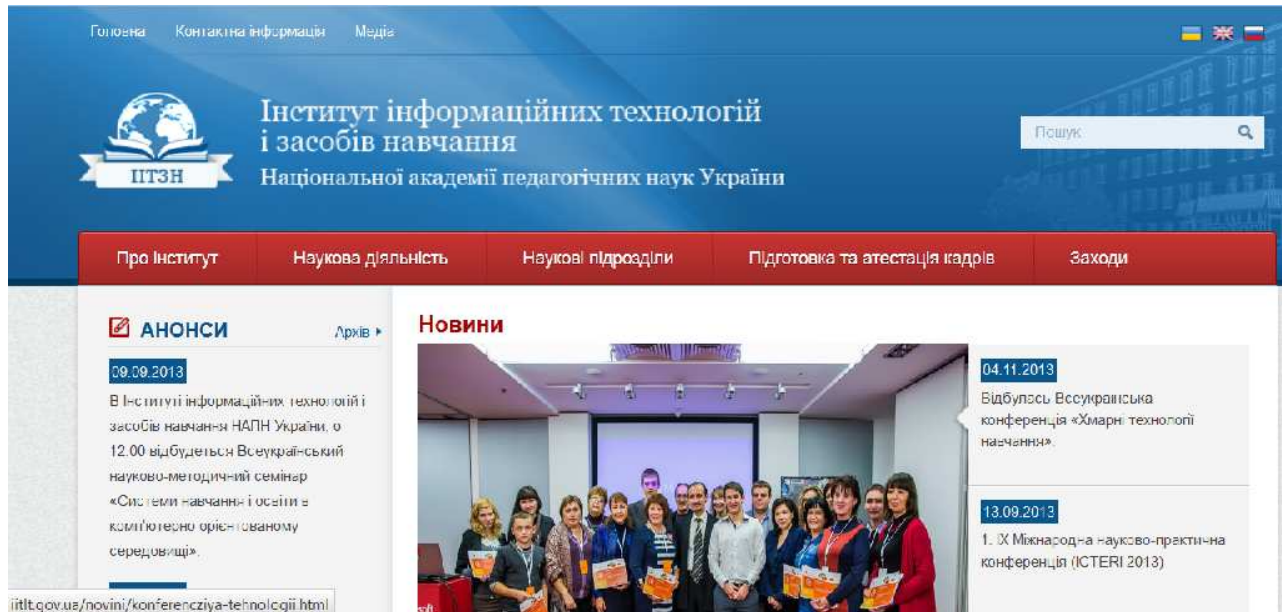 Головна Контактна інформація Медіа
Інститут інформаційних технологій
і засобів навчання
Національної академії педагогічних наук України
ІІТЗН
Пошук
Про інститут Наукова діяльність Наукові підрозділи Підготовка та атестація кадрів Заходи
АНОНСИ Архів
09.09.2013
В Інституті інформаційних технологій і
засобів навчання НАПН України, о
12.00 відбудеться Всеукраїнський
науково-методичний семінар
«Системи навчання і освіти в
комп'ютерно орієнтованому
середовищі».
Новини
04.11.2013
Відбулась Всеукраїнська
конференція «Хмарні технології
навчання».
13.09.2013
1. IX Міжнародна науково-практична
конференція (ICTERI 2013)
soft
iitlt.gov.ua/novini/konferencziya-tehnologii.html